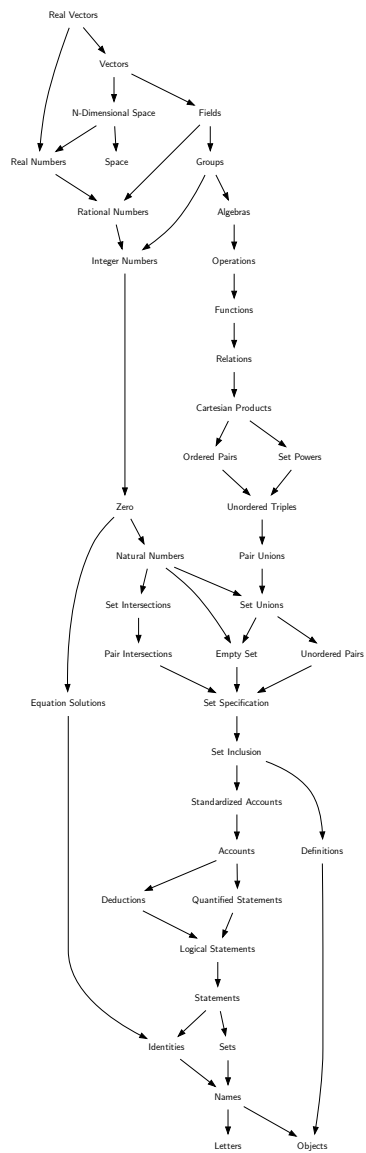 Real Vectors
Vectors
N-Dimensional Space
Fields
Real Numbers
Space
Groups
Rational Numbers
Algebras
Integer Numbers
Operations
Functions
Relations
Cartesian Products
Ordered Pairs
Set Powers
Zero
Unordered Triples
Natural Numbers
Pair Unions
Set Intersections
Set Unions
Pair Intersections
Empty Set
Unordered Pairs
Equation Solutions
Set Specification
Set Inclusion
Standardized Accounts
Accounts
Definitions
Deductions
Quantified Statements
Logical Statements
Statements
Identities
Sets
Names
Letters
Objects